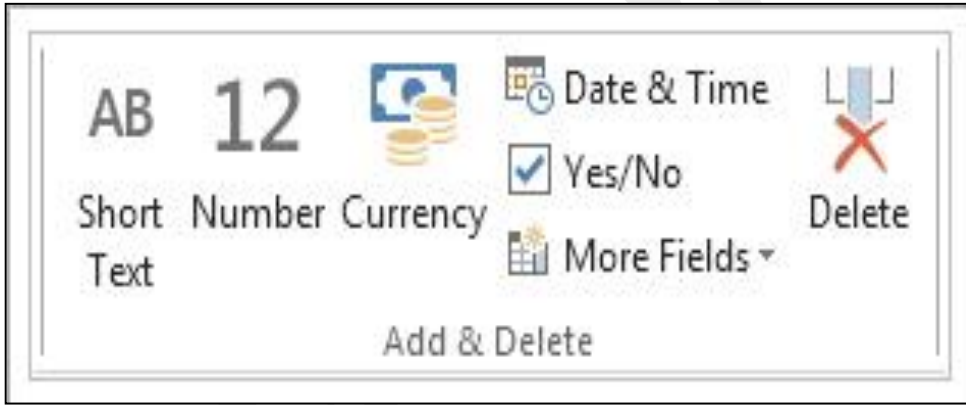 AB
Short
Text
12
Number
Currency
Date & Time
Yes/No
More Fields
Delete
Add & Delete